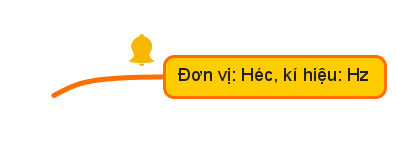 Đơn vị: Héc, kí hiệu: Hz